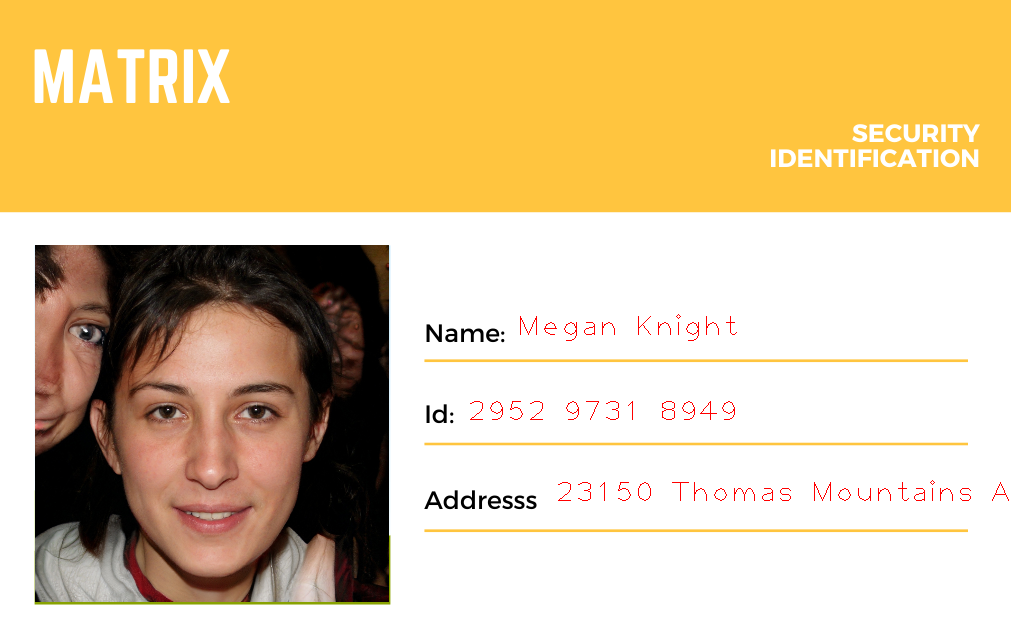 MATRIX
SECURITY
IDENTIFICATION
Name: Megan Knight
Id: 2952 9731 8949
Addresss 23150 Thomas Mountains A